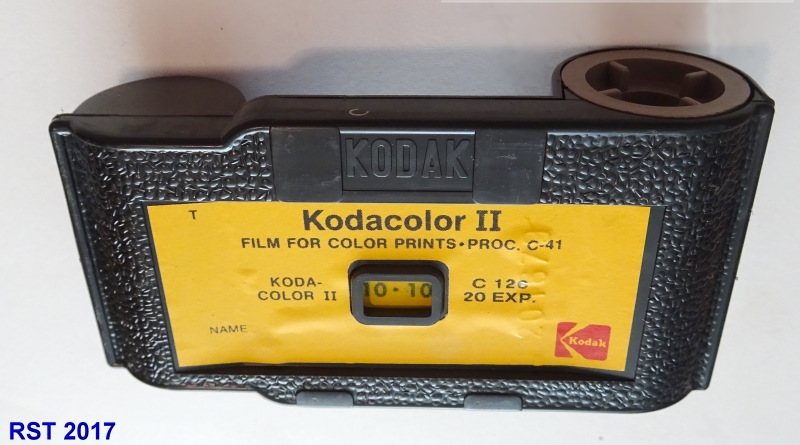 KODAK
T
Kodacolor II
FILM FOR COLOR PRINTS•PROC. C-41
KODA-
COLOR II
10 • 10
C 126
20 EXP.
NAME
Kodak
RST 2017